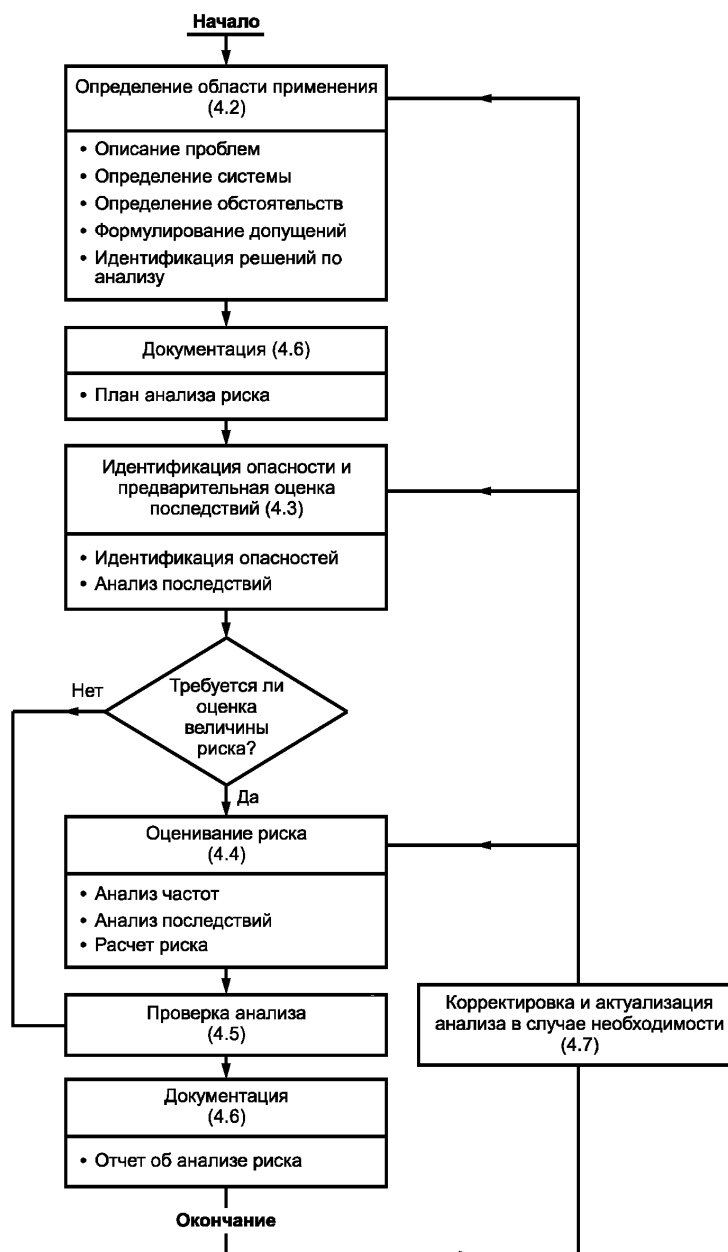 Начало
Определение области применения
(4.2)
• Описание проблем
• Определение системы
• Определение обстоятельств
• Формулирование допущений
• Идентификация решений по
анализу
Документация (4.6)
• План анализа риска
Идентификация опасности и
предварительная оценка
последствий (4.3)
• Идентификация опасностей
• Анализ последствий
Нет
Требуется ли
оценка
величины
риска?
Да
Оценивание риска
(4.4)
• Анализ частот
• Анализ последствий
• Расчет риска
Проверка анализа
(4.5)
Корректировка и актуализация
анализа в случае необходимости
(4.7)
Документация
(4.6)
• Отчет об анализе риска
Окончание